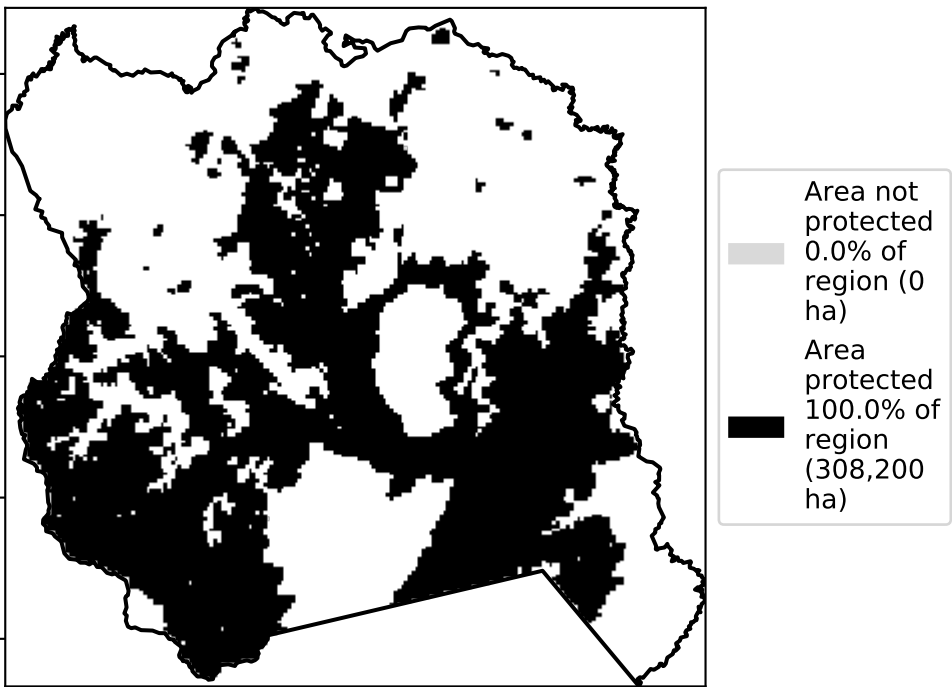 Area not
protected
0.0% of
region (0
ha)
Area
protected
100.0% of
region
(308,200
ha)